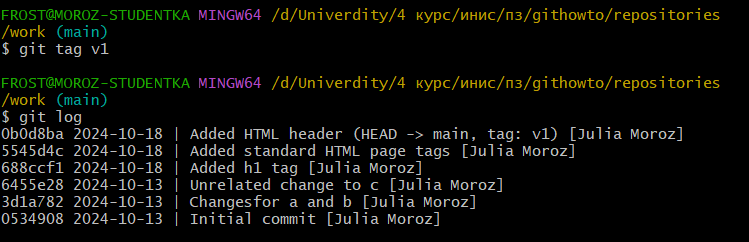 FROST@MOROZ-STUDENTKA MINGW64 /d/Univerdity/4 курс/инис/пз/githowto/repositories
/work (main)
$ git tag v1
FROST@MOROZ-STUDENTKA MINGW64 /d/Univerdity/4 курс/инис/пз/githowto/repositories
/work (main)
$ git log
0b0d8ba 2024-10-18 | Added HTML header (HEAD -> main, tag: v1) [Julia Moroz]
5545d4c 2024-10-18 | Added standard HTML page tags [Julia Moroz]
688ccf1 2024-10-18 | Added h1 tag [Julia Moroz]
6455e28 2024-10-13 | Unrelated change to c [Julia Moroz]
3d1a782 2024-10-13 | Changesfor a and b [Julia Moroz]
0534908 2024-10-13 | Initial commit [Julia Moroz]